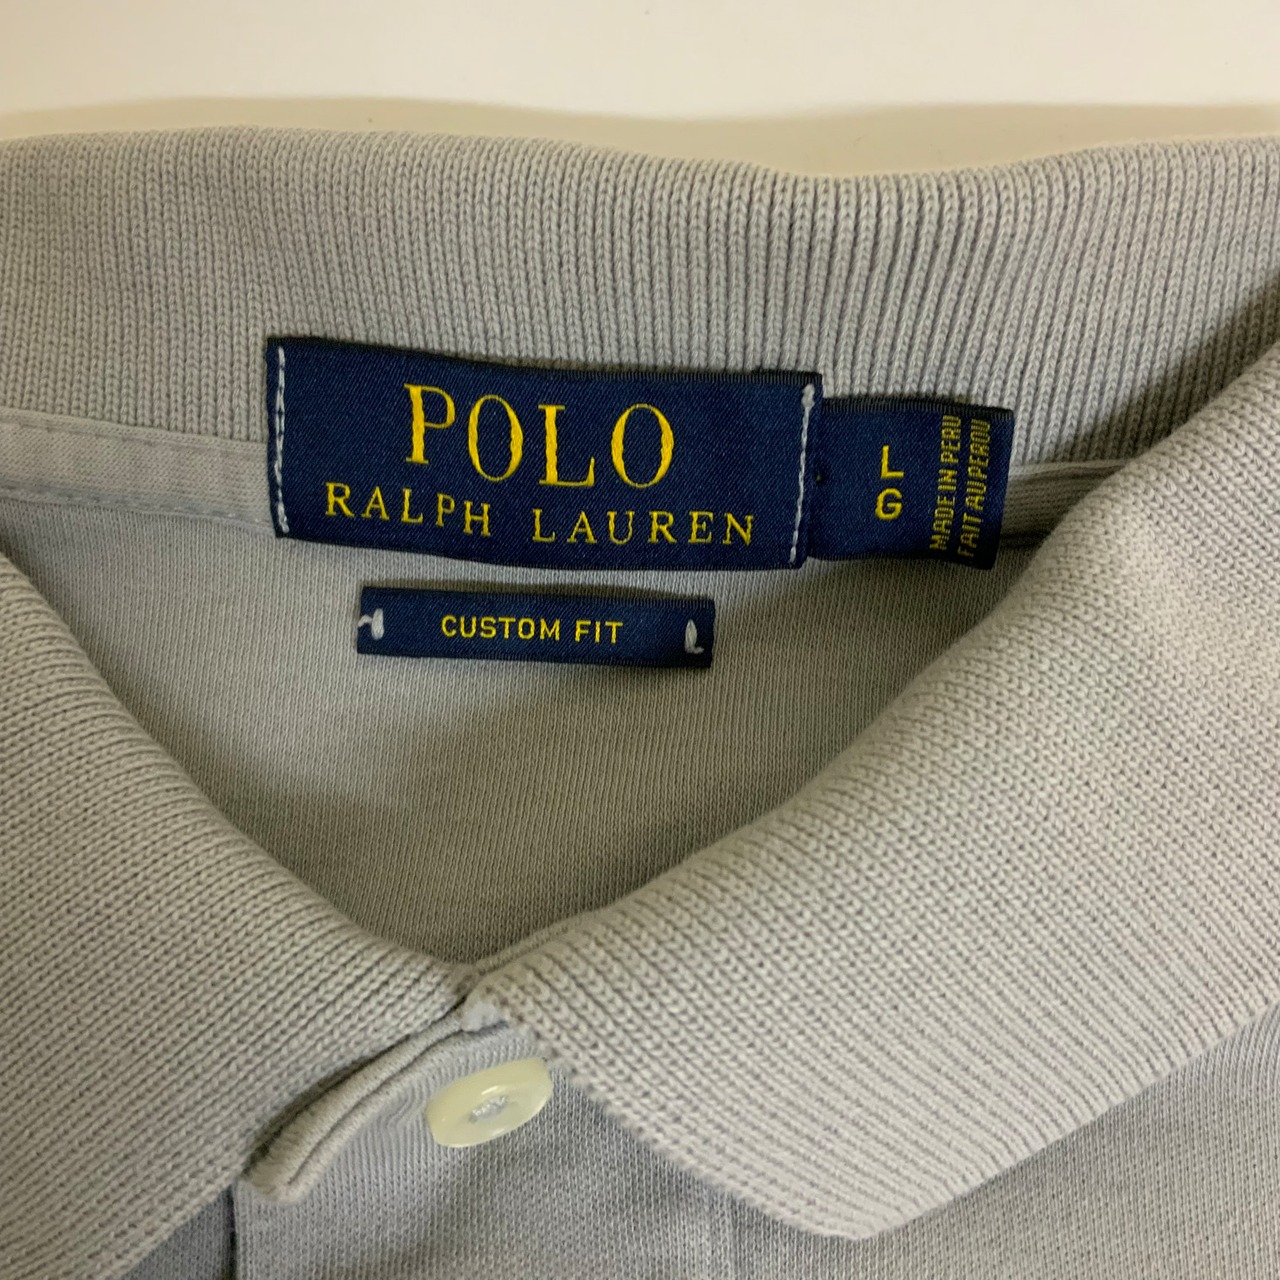 POLO
RALPH LAUREN
L
G
MADE IN PERU
FAIT AU PEROU
CUSTOM FIT